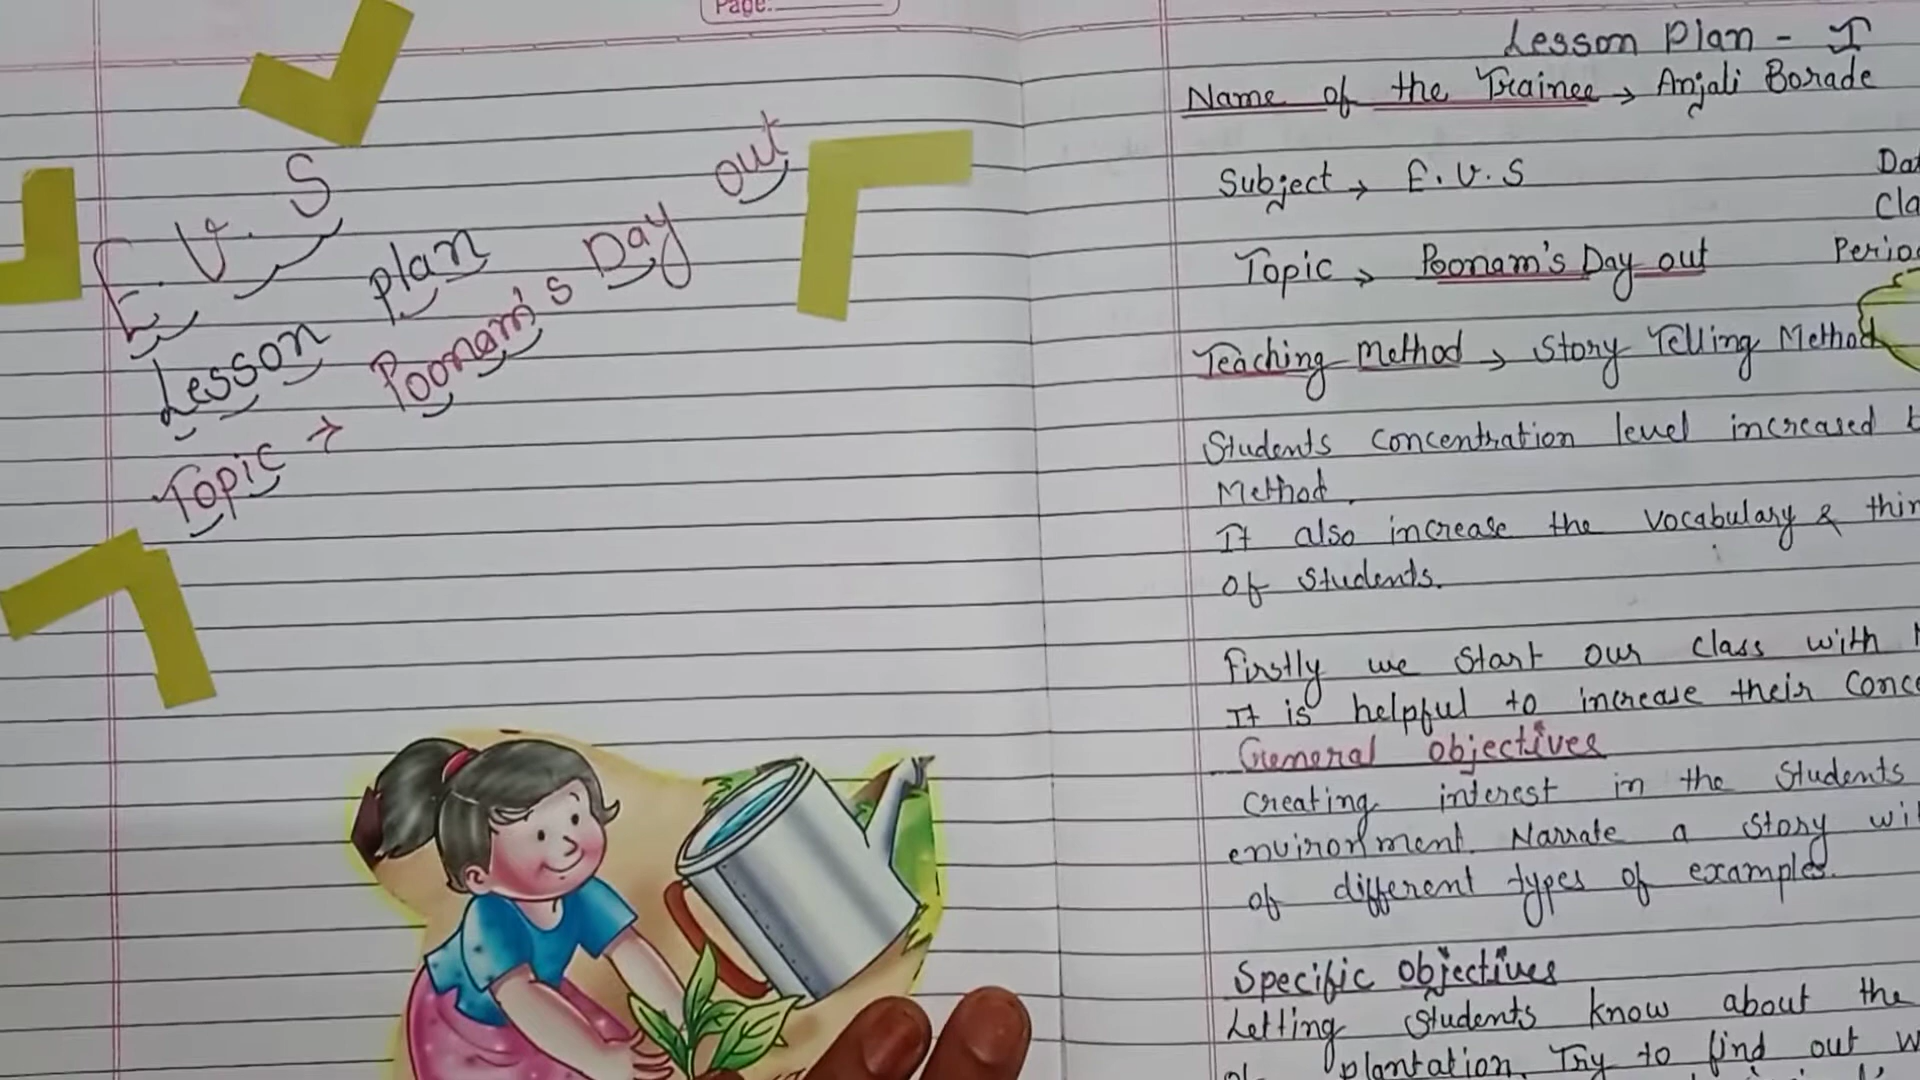 Page:
E.V.S
Lesson plan
Topic → Poonam's Day out
Lesson Plan - I
Name of the Trainee → Anjali Borade
Subject → E.V.S
Topic → Poonam's Day out
Teaching Method → Story Telling Method
Students concentration level increased
Method.
It also increase the vocabulary &
of students.
Firstly we start our class with
It is helpful to increase their
General objectives
creating interest in the students
environment. Narrate a story
of different types of examples.
Specific objectives
Letting students know about the
plantation. Try to find out